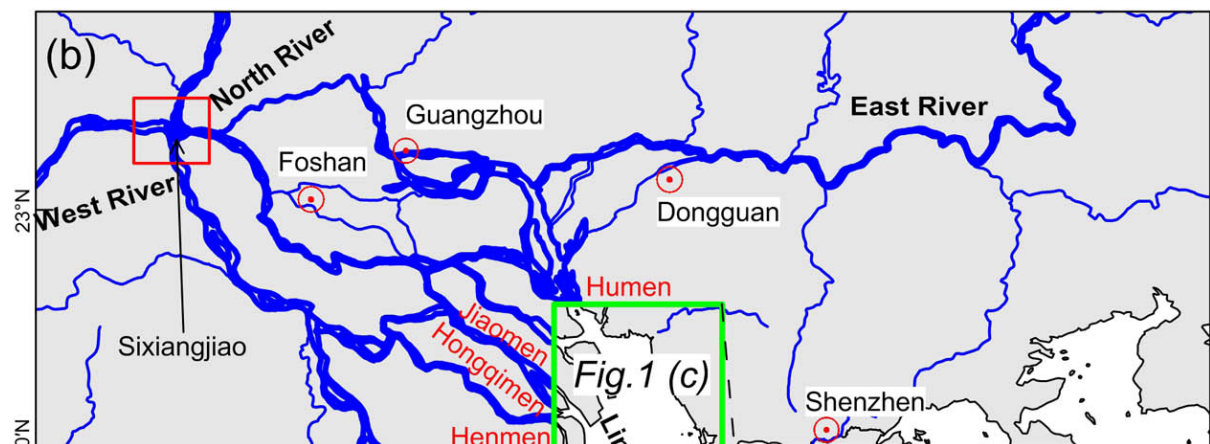 (b)
North River
East River
Guangzhou
Foshan
West River
Dongguan
23°N
Humen
Sixiangjiao
Jiaomen
Hongqimen
Fig.1 (c)
Shenzhen
Henmen